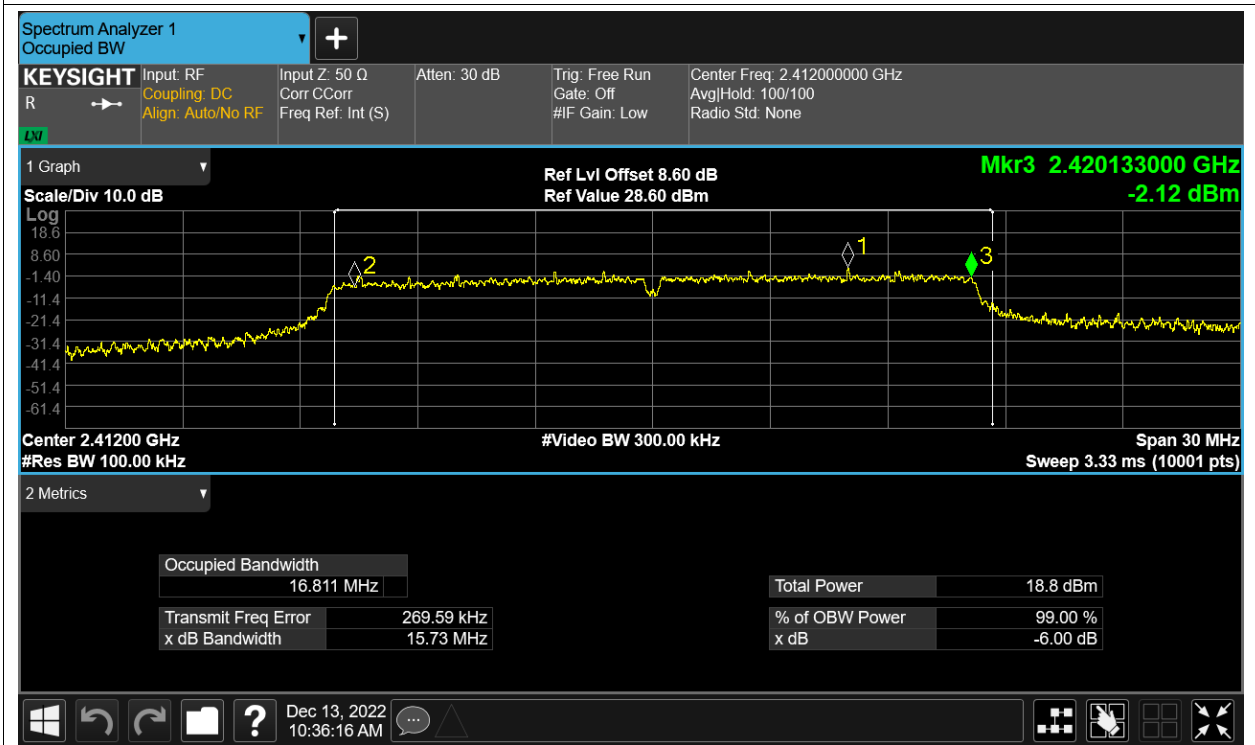 Spectrum Analyzer 1
Occupied BW
+
KEYSIGHT
R
LXI
Input: RF
Coupling: DC
Align: Auto/No RF
Input Z: 50 Ω
Corr CCorr
Freq Ref: Int (S)
Atten: 30 dB
Trig: Free Run
Gate: Off
#IF Gain: Low
Center Freq: 2.412000000 GHz
Avg|Hold: 100/100
Radio Std: None
1 Graph
Scale/Div 10.0 dB
Ref Lvl Offset 8.60 dB
Ref Value 28.60 dBm
Mkr3 2.420133000 GHz
-2.12 dBm
Log
18.6
8.60
-1.40
-11.4
-21.4
-31.4
-41.4
-51.4
-61.4
2
1
3
Center 2.41200 GHz
#Video BW 300.00 kHz
Span 30 MHz
#Res BW 100.00 kHz
Sweep 3.33 ms (10001 pts)
2 Metrics
Occupied Bandwidth
16.811 MHz
Total Power 18.8 dBm
Transmit Freq Error 269.59 kHz
% of OBW Power 99.00 %
x dB Bandwidth 15.73 MHz
x dB -6.00 dB
?
Dec 13, 2022
10:36:16 AM